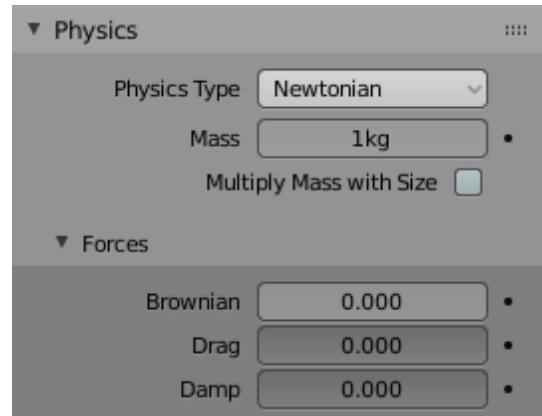 Physics
Physics Type Newtonian
Mass 1kg
Multiply Mass with Size
Forces
Brownian 0.000
Drag 0.000
Damp 0.000